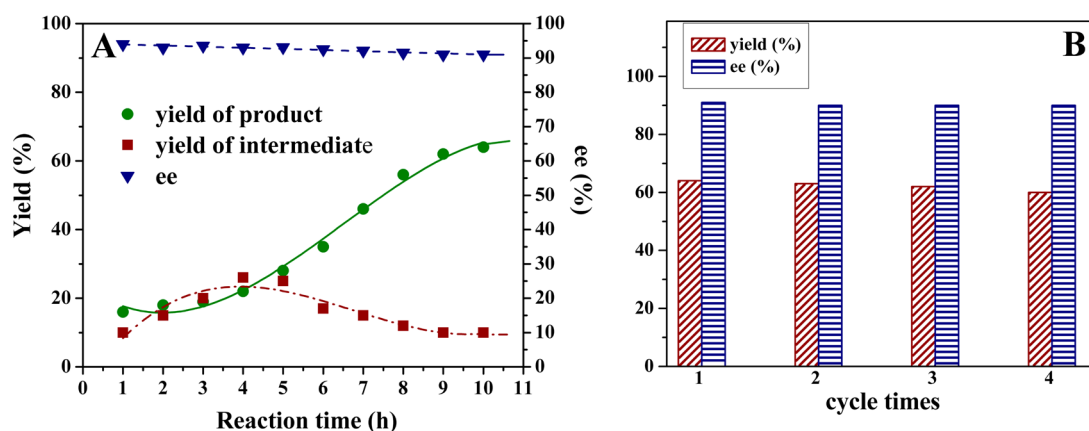 A
B
yield of product
yield of intermediate
ee
Yield (%)
100
80
60
40
20
0
100
90
80
70
60
50
40
30
20
10
0
ee (%)
0 1 2 3 4 5 6 7 8 9 10 11
Reaction time (h)
yield (%)
ee (%)
100
80
60
40
20
0
1 2 3 4
cycle times